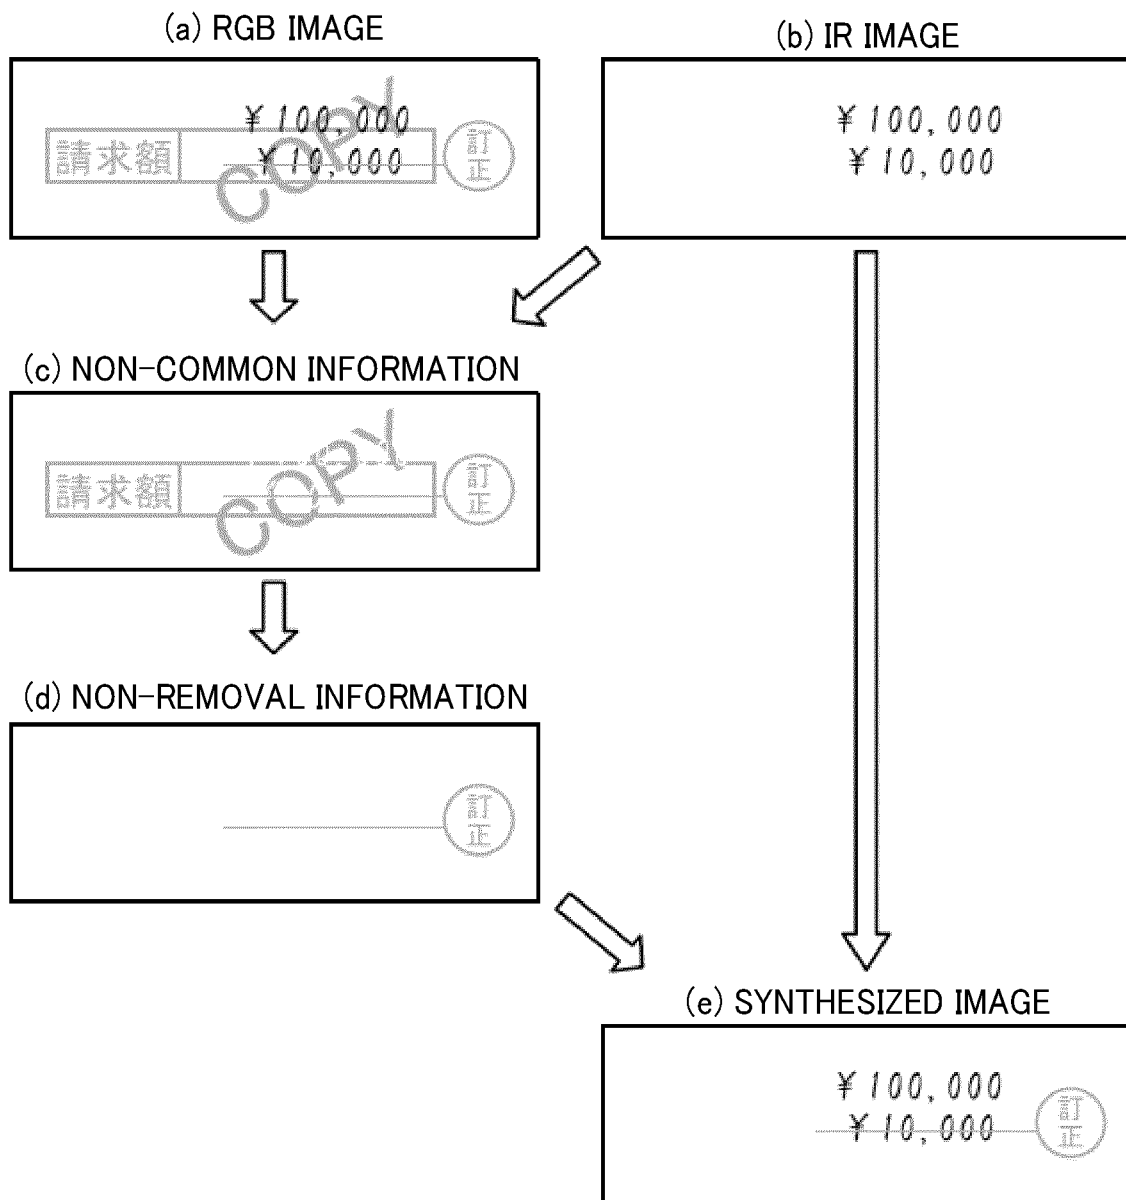 (a) RGB IMAGE
¥100,000
請求額
¥10,000
訂正
COPY
(b) IR IMAGE
¥100,000
¥10,000
(c) NON-COMMON INFORMATION
請求額
訂正
COPY
(d) NON-REMOVAL INFORMATION
訂正
(e) SYNTHESIZED IMAGE
¥100,000
¥10,000
訂正